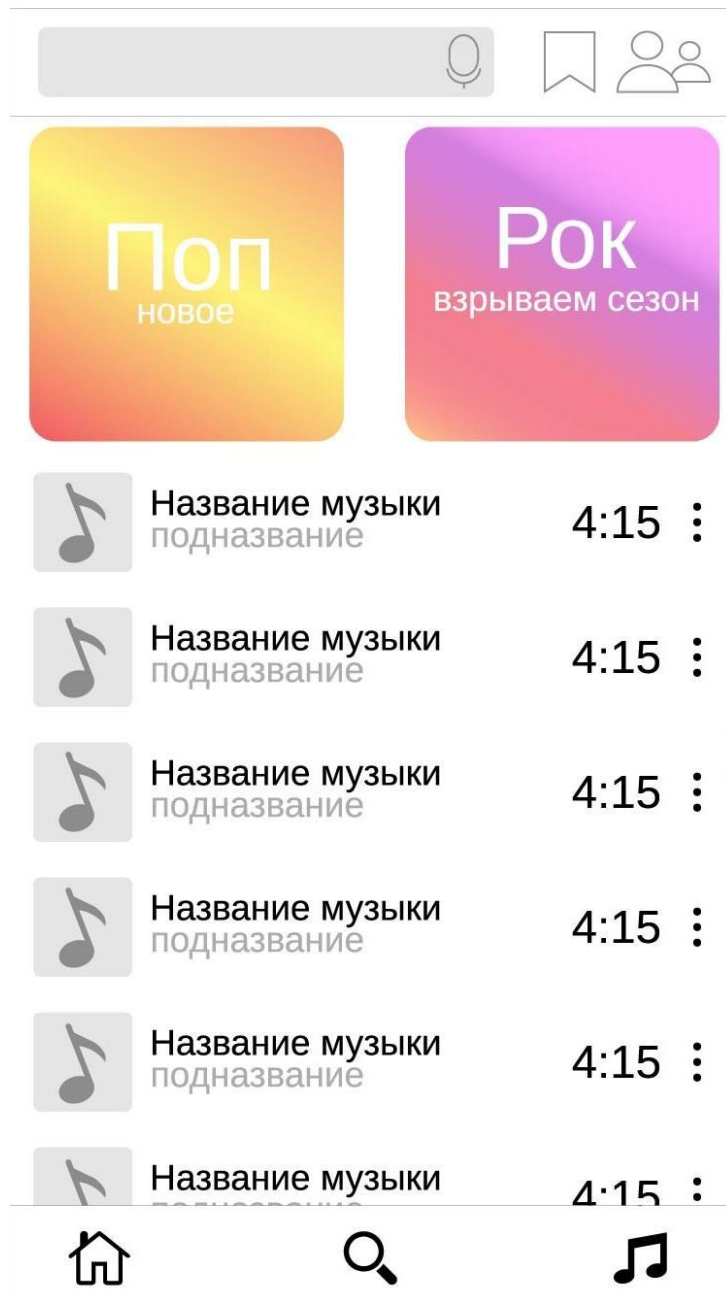 Поп
новое
Рок
взрываем сезон
Название музыки
подназвание
4:15
Название музыки
подназвание
4:15
Название музыки
подназвание
4:15
Название музыки
подназвание
4:15
Название музыки
подназвание
4:15
Название музыки
подназвание
4:15